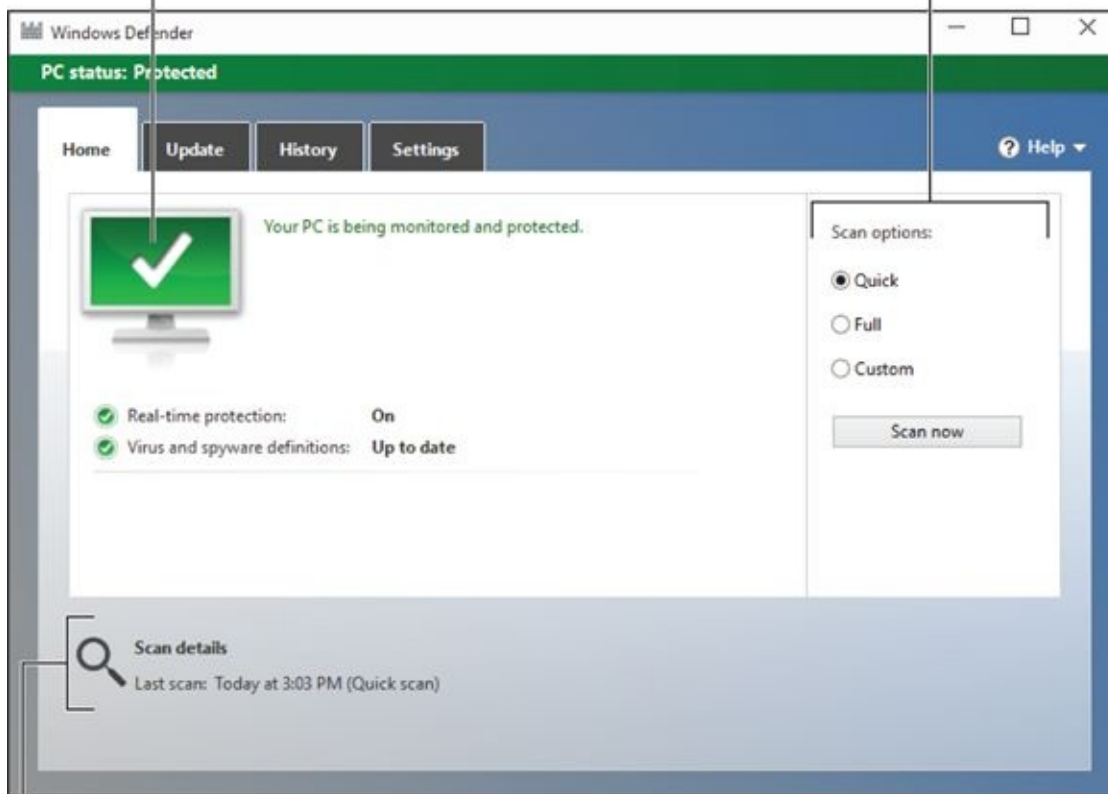 Windows Defender
PC status: Protected
Home Update History Settings Help
Your PC is being monitored and protected.
Scan options:
Quick
Full
Custom
Scan now
Real-time protection: On
Virus and spyware definitions: Up to date
Scan details
Last scan: Today at 3:03 PM (Quick scan)